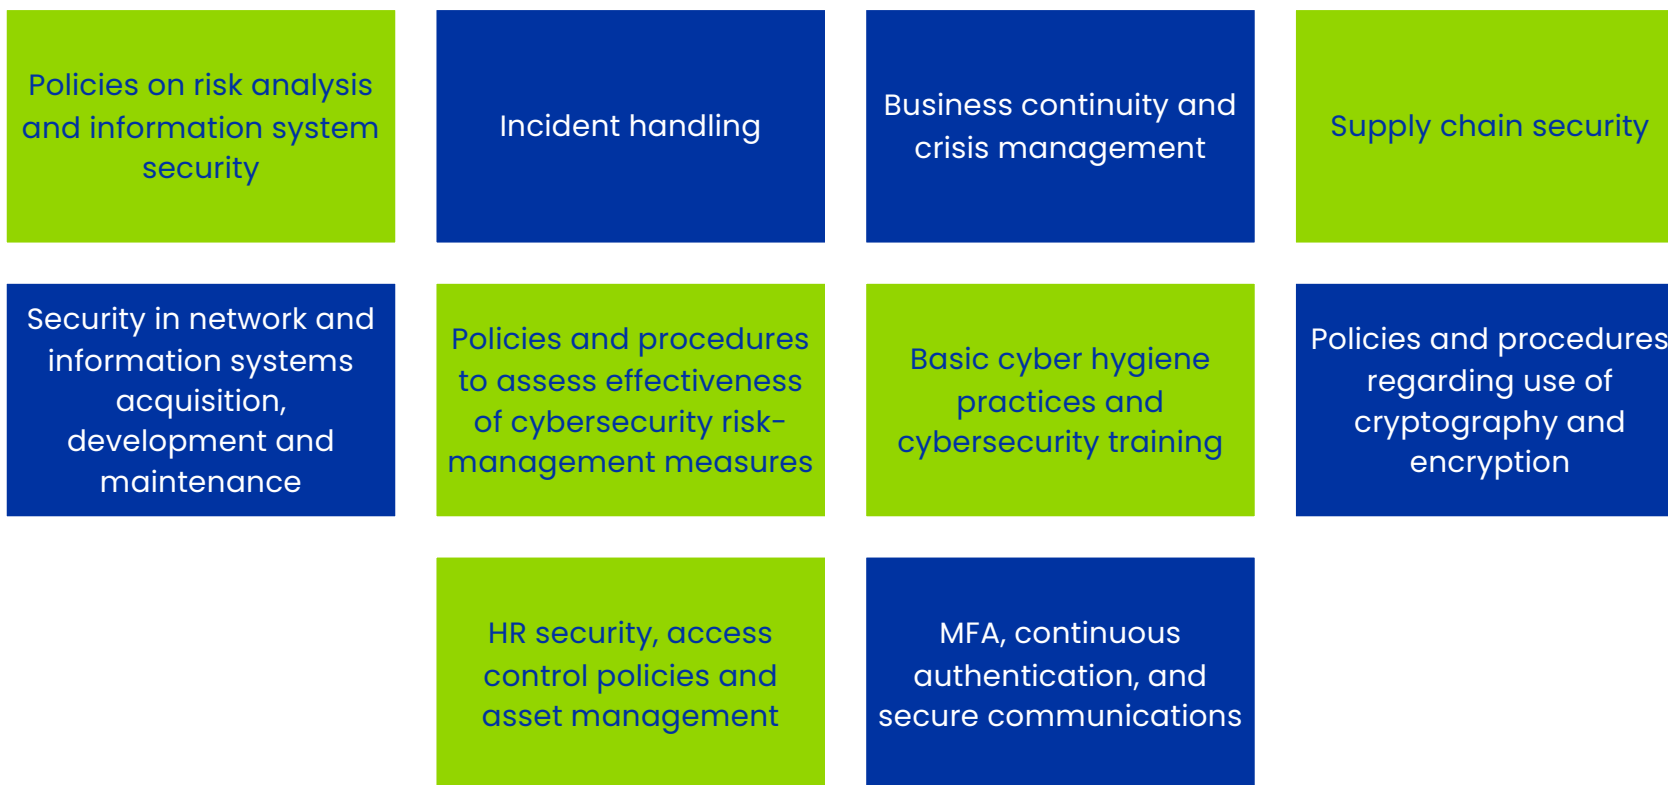 Policies on risk analysis
and information system
security
Incident handling
Business continuity and
crisis management
Supply chain security
Security in network and
information systems
acquisition,
development and
maintenance
Policies and procedures
to assess effectiveness
of cybersecurity risk-
management measures
Basic cyber hygiene
practices and
cybersecurity training
Policies and procedures
regarding use of
cryptography and
encryption
HR security, access
control policies and
asset management
MFA, continuous
authentication, and
secure communications